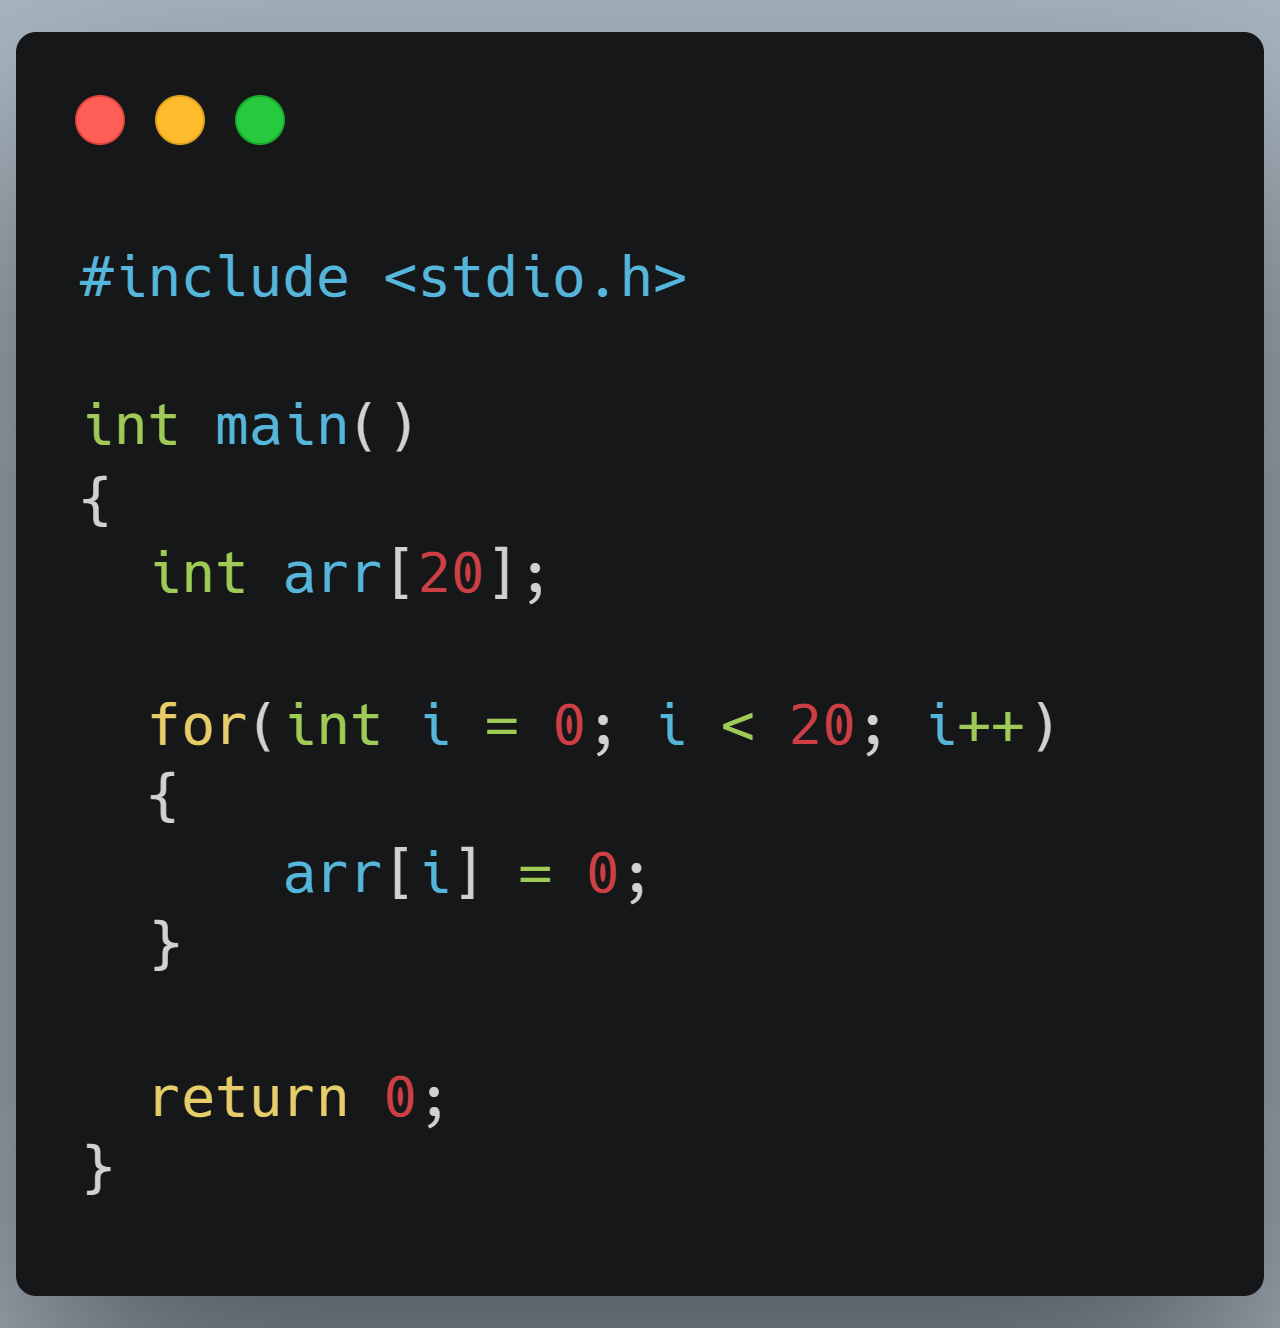 #include <stdio.h>

int main()
{
  int arr[20];

  for(int i = 0; i < 20; i++)
  {
      arr[i] = 0;
  }

  return 0;
}